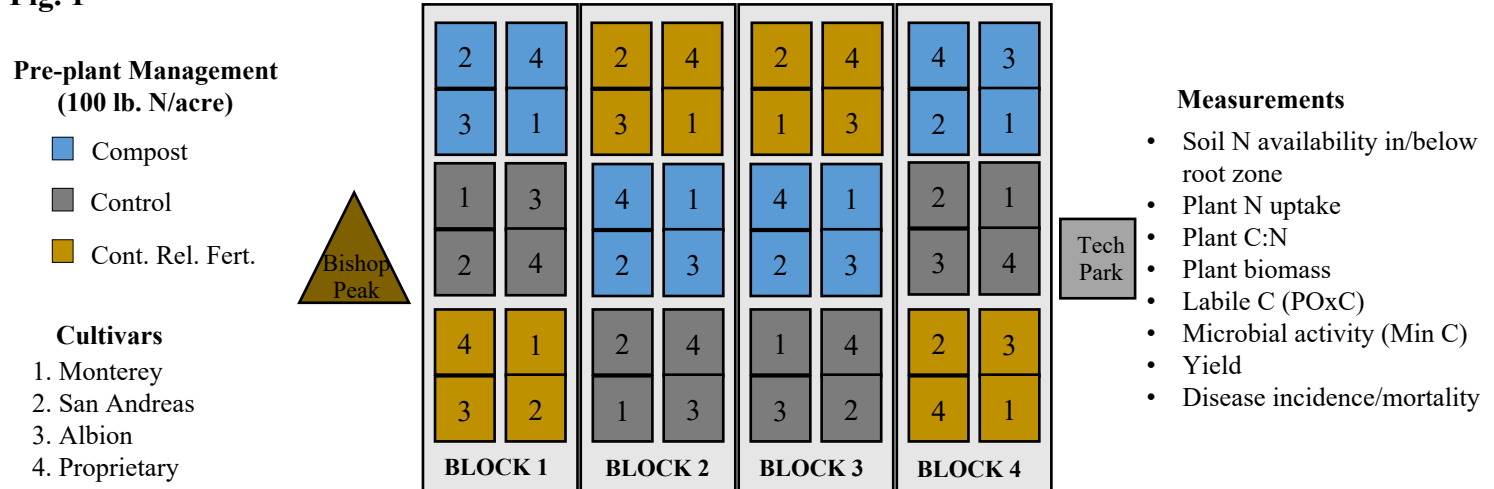 Fig. 1
Pre-plant Management
(100 lb. N/acre)
Compost
Control
Cont. Rel. Fert.
Cultivars
1. Monterey
2. San Andreas
3. Albion
4. Proprietary
Bishop
Peak
2 4
3 1
1 3
2 4
4 1
3 2
BLOCK 1
2 4
3 1
4 1
2 3
2 4
1 3
BLOCK 2
2 4
1 3
4 1
2 3
1 4
3 2
BLOCK 3
4 3
2 1
2 1
3 4
2 3
4 1
BLOCK 4
Tech
Park
Measurements
• Soil N availability in/below
root zone
• Plant N uptake
• Plant C:N
• Plant biomass
• Labile C (POxC)
• Microbial activity (Min C)
• Yield
• Disease incidence/mortality